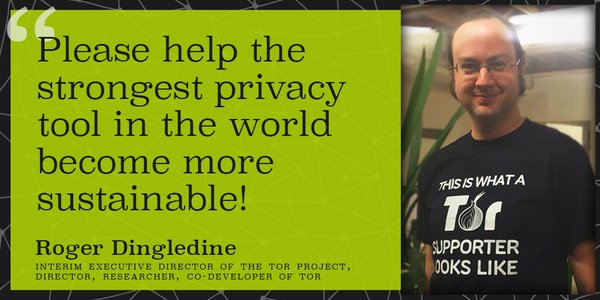 “
Please help the
strongest privacy
tool in the world
become more
sustainable!
Roger Dingledine
INTERIM EXECUTIVE DIRECTOR OF THE TOR PROJECT,
DIRECTOR, RESEARCHER, CO-DEVELOPER OF TOR
THIS IS WHAT A
Tor
SUPPORTER
LOOKS LIKE